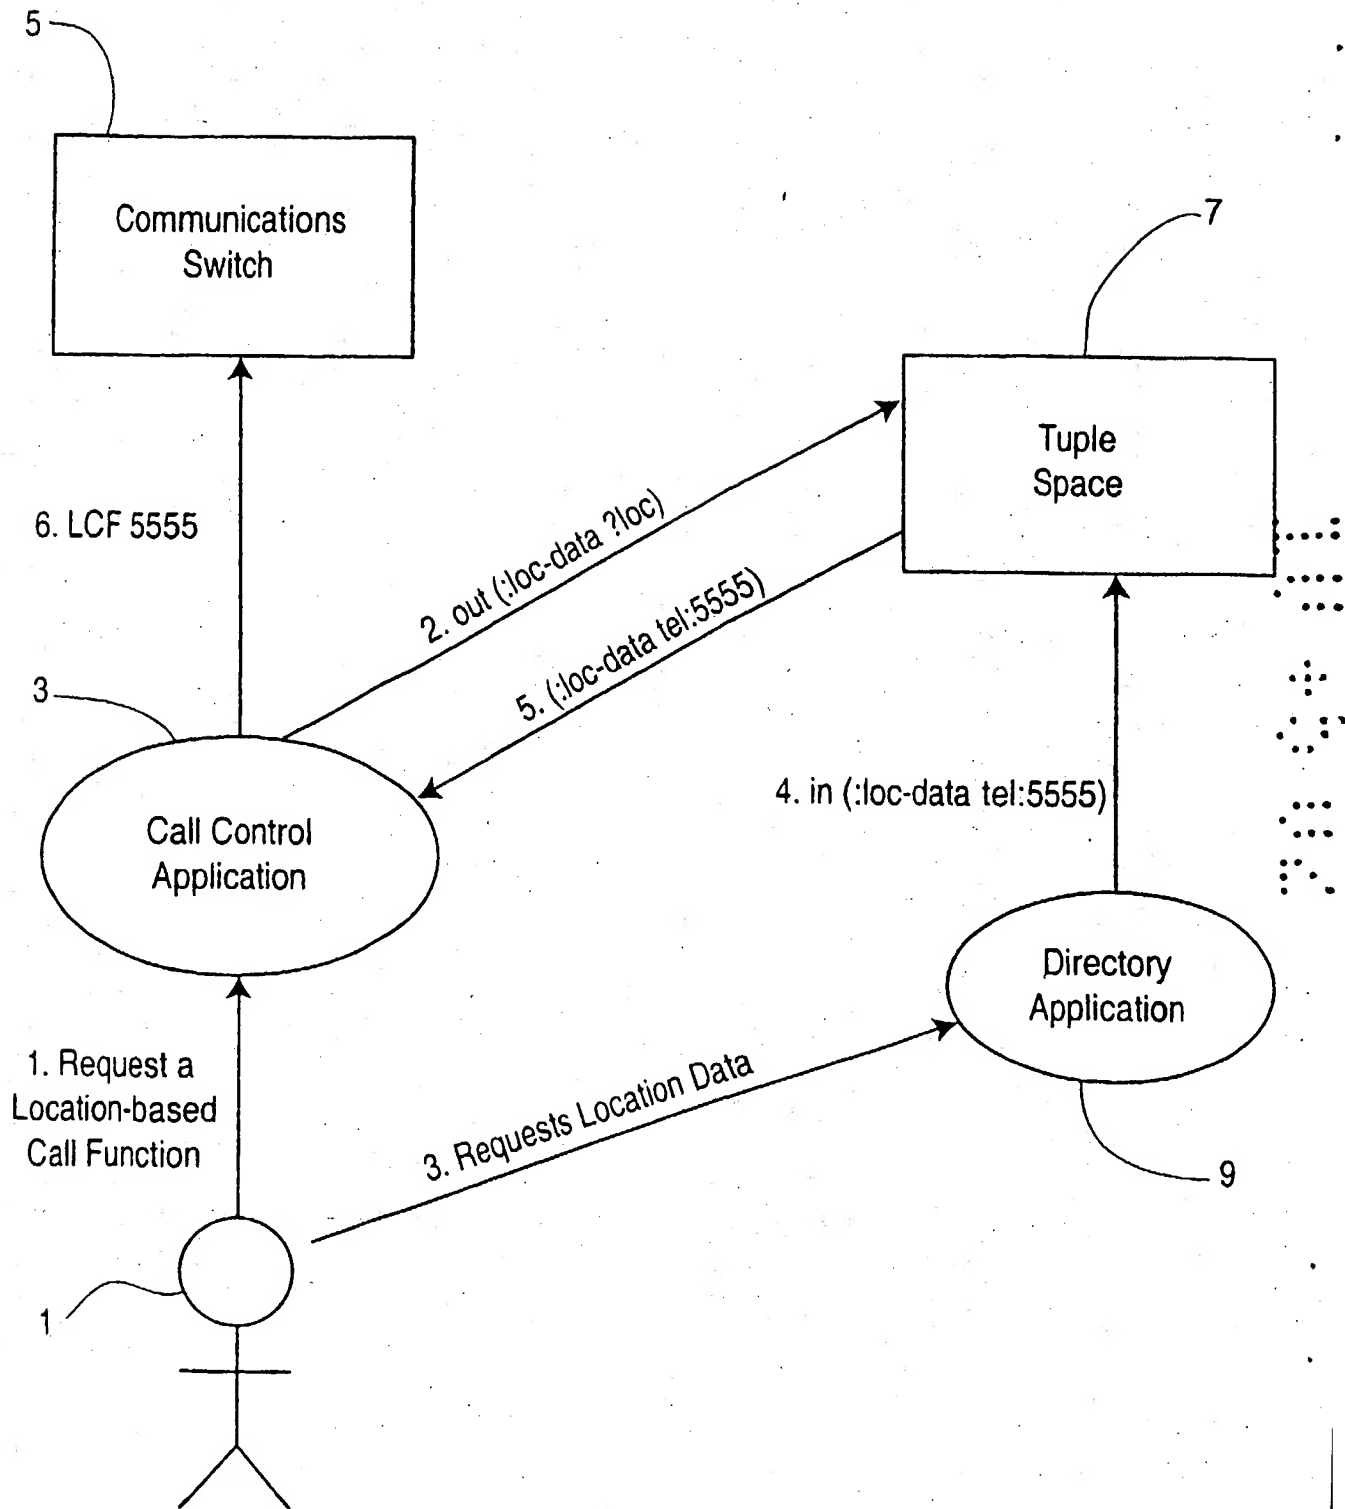 5
Communications
Switch
7
Tuple
Space
6. LCF 5555
2. out (:loc-data ?loc)
5. (:loc-data tel:5555)
3
4. in (:loc-data tel:5555)
Call Control
Application
Directory
Application
1. Request a
Location-based
Call Function
3. Requests Location Data
9
1